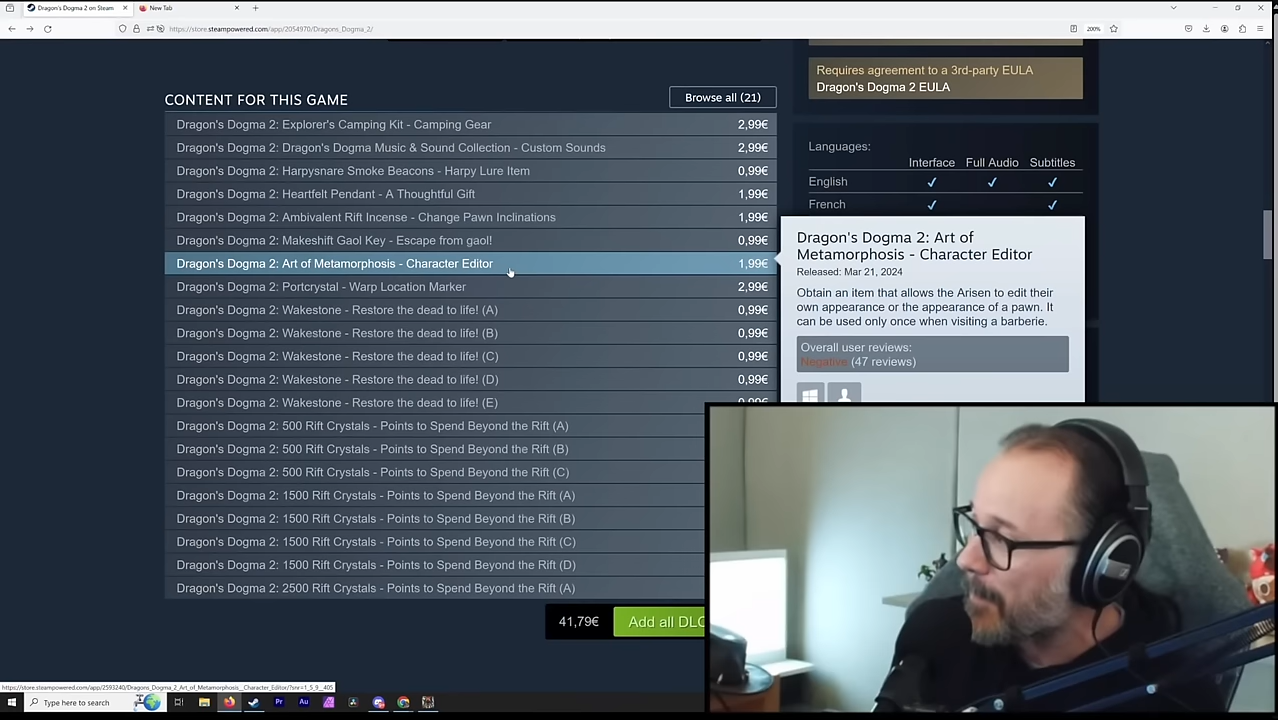 Dragon's Dogma 2 on Steam
New Tab
https://store.steampowered.com/app/2054970/Dragons_Dogma_2/
200%
CONTENT FOR THIS GAME
Browse all (21)
Dragon's Dogma 2: Explorer's Camping Kit - Camping Gear 2,99€
Dragon's Dogma 2: Dragon's Dogma Music & Sound Collection - Custom Sounds 2,99€
Dragon's Dogma 2: Harpysnare Smoke Beacons - Harpy Lure Item 0,99€
Dragon's Dogma 2: Heartfelt Pendant - A Thoughtful Gift 1,99€
Dragon's Dogma 2: Ambivalent Rift Incense - Change Pawn Inclinations 1,99€
Dragon's Dogma 2: Makeshift Gaol Key - Escape from gaol! 0,99€
Dragon's Dogma 2: Art of Metamorphosis - Character Editor 1,99€
Dragon's Dogma 2: Portcrystal - Warp Location Marker 2,99€
Dragon's Dogma 2: Wakestone - Restore the dead to life! (A) 0,99€
Dragon's Dogma 2: Wakestone - Restore the dead to life! (B) 0,99€
Dragon's Dogma 2: Wakestone - Restore the dead to life! (C) 0,99€
Dragon's Dogma 2: Wakestone - Restore the dead to life! (D) 0,99€
Dragon's Dogma 2: Wakestone - Restore the dead to life! (E) 0,99€
Dragon's Dogma 2: 500 Rift Crystals - Points to Spend Beyond the Rift (A)
Dragon's Dogma 2: 500 Rift Crystals - Points to Spend Beyond the Rift (B)
Dragon's Dogma 2: 500 Rift Crystals - Points to Spend Beyond the Rift (C)
Dragon's Dogma 2: 1500 Rift Crystals - Points to Spend Beyond the Rift (A)
Dragon's Dogma 2: 1500 Rift Crystals - Points to Spend Beyond the Rift (B)
Dragon's Dogma 2: 1500 Rift Crystals - Points to Spend Beyond the Rift (C)
Dragon's Dogma 2: 1500 Rift Crystals - Points to Spend Beyond the Rift (D)
Dragon's Dogma 2: 2500 Rift Crystals - Points to Spend Beyond the Rift (A)
41,79€
Add all DLC
Requires agreement to a 3rd-party EULA
Dragon's Dogma 2 EULA
Languages:
Interface Full Audio Subtitles
English
French
Dragon's Dogma 2: Art of
Metamorphosis - Character Editor
Released: Mar 21, 2024
Obtain an item that allows the Arisen to edit their
own appearance or the appearance of a pawn. It
can be used only once when visiting a barberie.
Overall user reviews:
Negative (47 reviews)
https://store.steampowered.com/app/2593240/Dragons_Dogma_2_Art_of_Metamorphosis__Character_Editor/?snr=1_5_9__405
Type here to search
Pr
Au